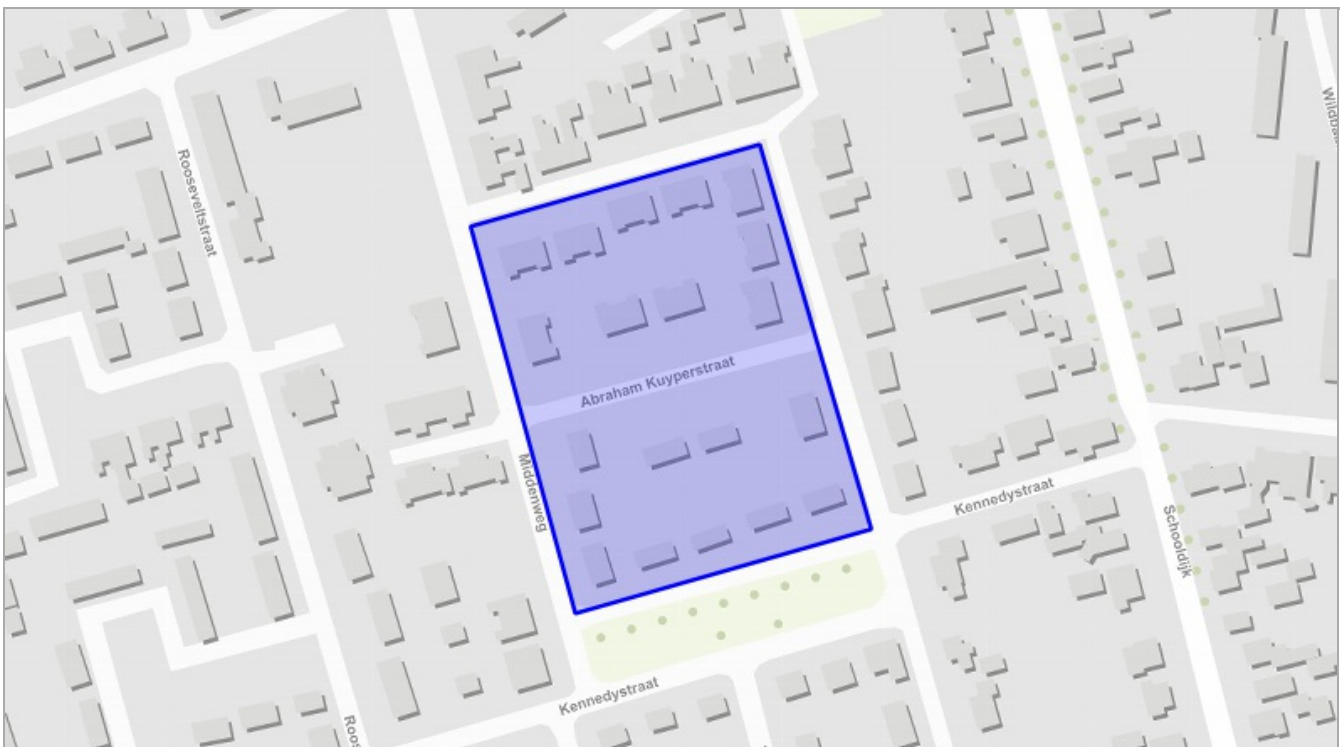 Rooseveltstraat
Abraham Kuyperstraat
Middenweg
Kennedystraat
Schooldijk
Kennedystraat